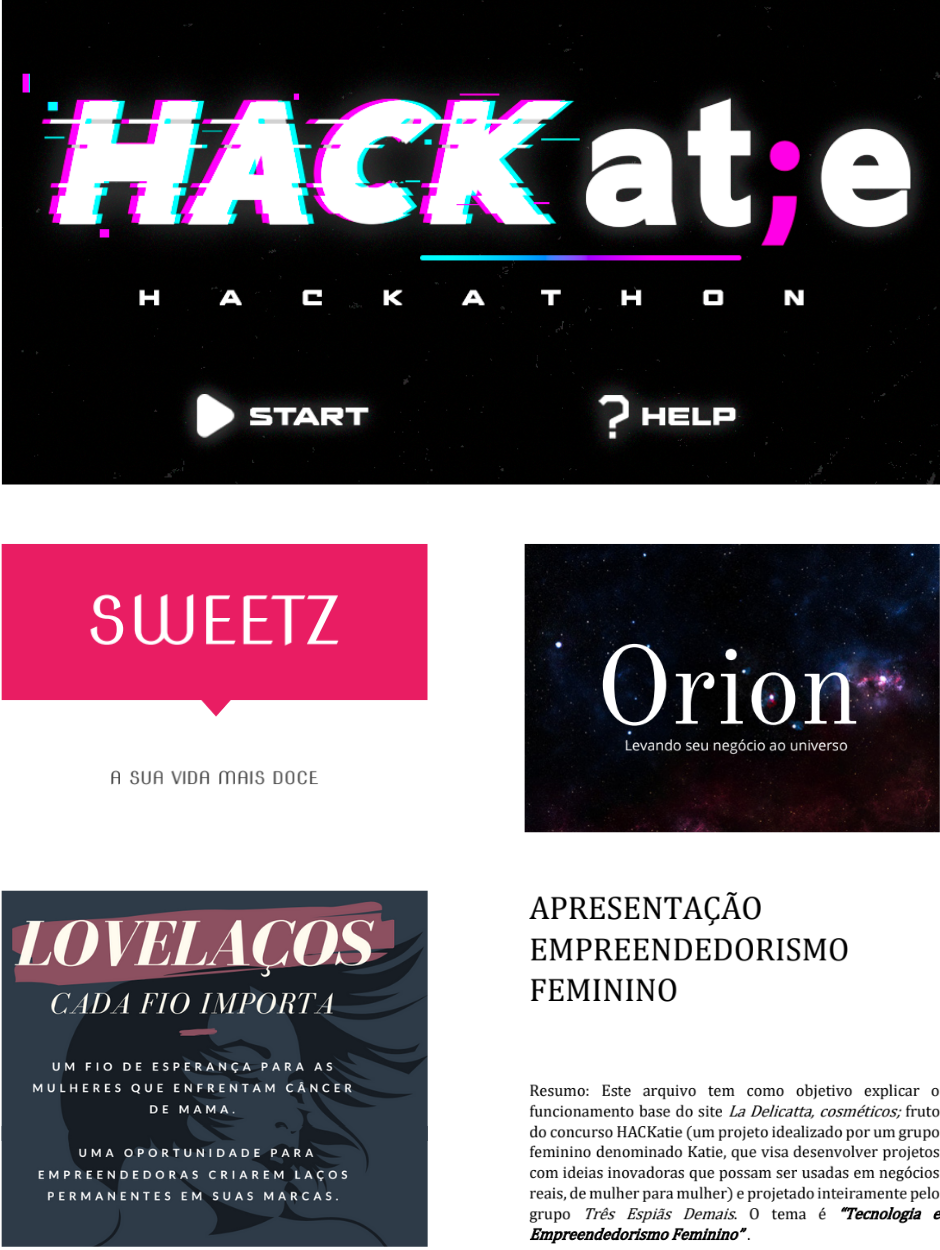 HACKat;e
HACKATHON
START
HELP
SWEETZ
A SUA VIDA MAIS DOCE
Orion
Levando seu negócio ao universo
LOVELAÇOS
CADA FIO IMPORTA
UM FIO DE ESPERANÇA PARA AS
MULHERES QUE ENFRENTAM CÂNCER
DE MAMA.
UMA OPORTUNIDADE PARA
EMPREENDEDORAS CRIAREM LAÇOS
PERMANENTES EM SUAS MARCAS.
APRESENTAÇÃO
EMPREENDEDORISMO
FEMININO
Resumo: Este arquivo tem como objetivo explicar o
funcionamento base do site La Delicatta, cosméticos; fruto
do concurso HACKatie (um projeto idealizado por um grupo
feminino denominado Katie, que visa desenvolver projetos
com ideias inovadoras que possam ser usadas em negócios
reais, de mulher para mulher) e projetado inteiramente pelo
grupo Três Espiãs Demais. O tema é "Tecnologia e
Empreendedorismo Feminino".